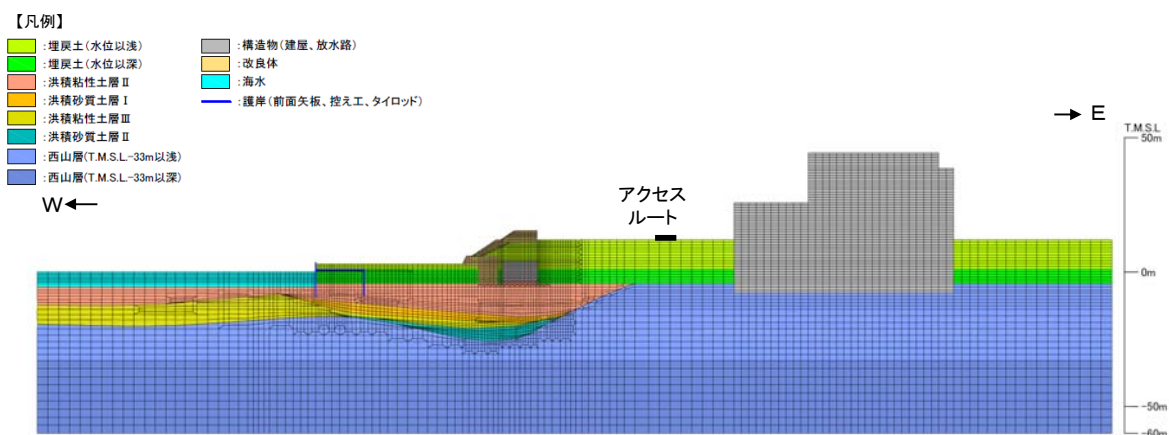 【凡例】
:埋戻土(水位以浅)
:埋戻土(水位以深)
:洪積粘性土層Ⅱ
:洪積砂質土層Ⅰ
:洪積粘性土層Ⅲ
:洪積砂質土層Ⅱ
:西山層(T.M.S.L.-33m以浅)
:西山層(T.M.S.L.-33m以深)
:構造物(建屋、放水路)
:改良体
:海水
:護岸(前面矢板、控え工、タイロッド)
W←
→ E
T.M.S.L.
50m
アクセス
ルート
0m
-50m
-60m